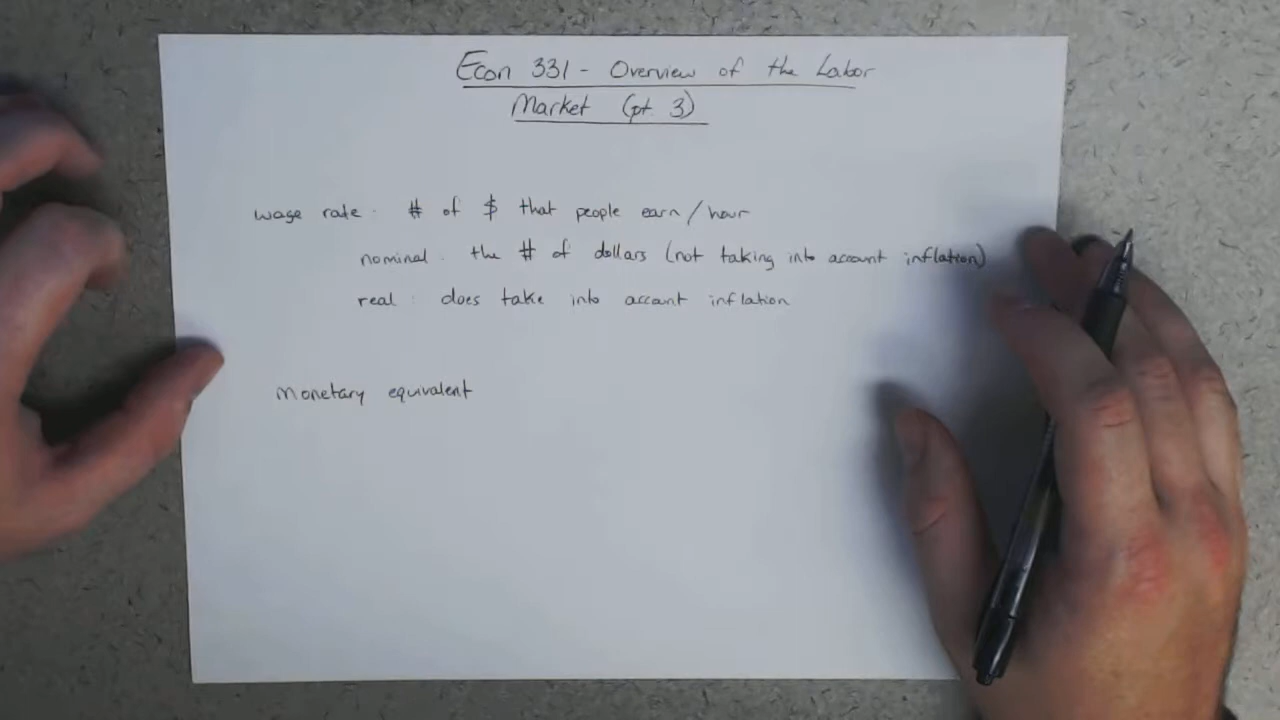 Econ 331 - Overview of the Labor
Market (pt. 3)
wage rate: # of $ that people earn/hour
nominal: the # of dollars (not taking into account inflation)
real: does take into account inflation
Monetary equivalent